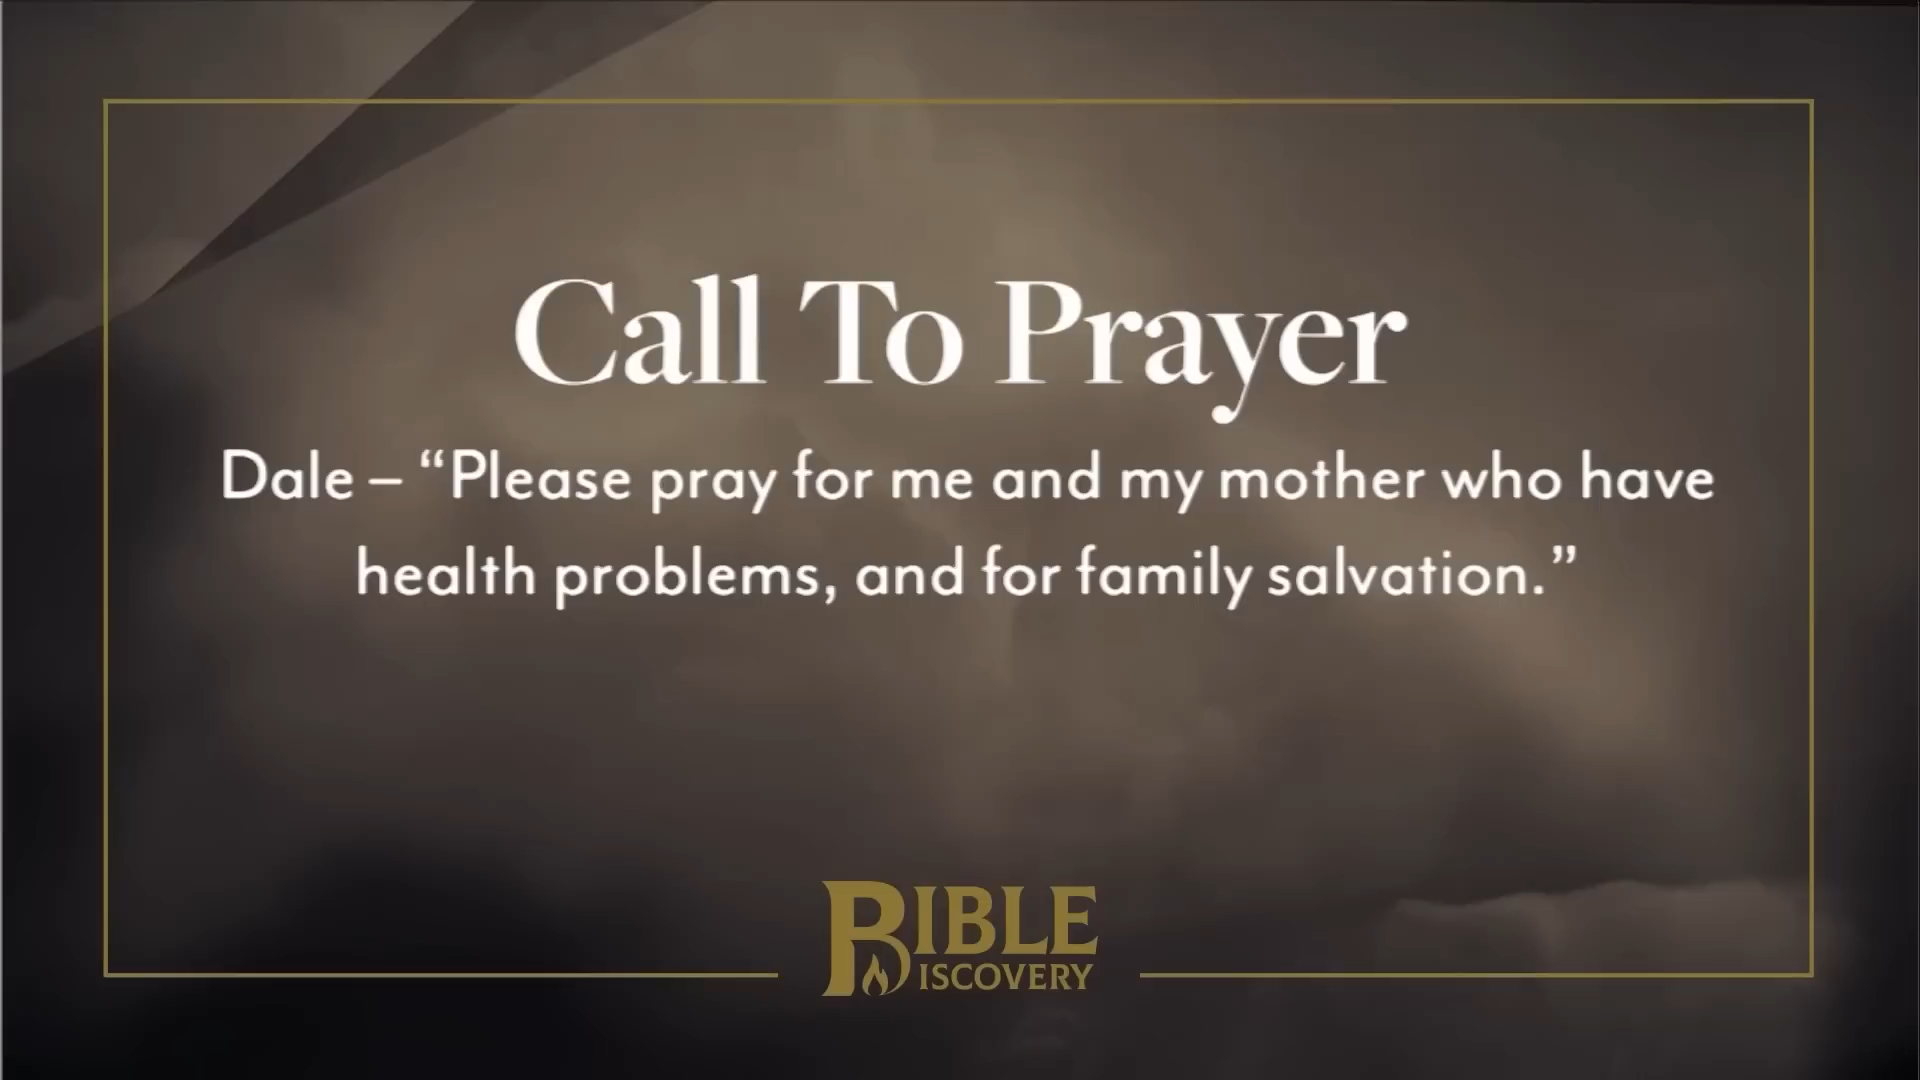 Call To Prayer
Dale – “Please pray for me and my mother who have
health problems, and for family salvation.”
BIBLE
DISCOVERY